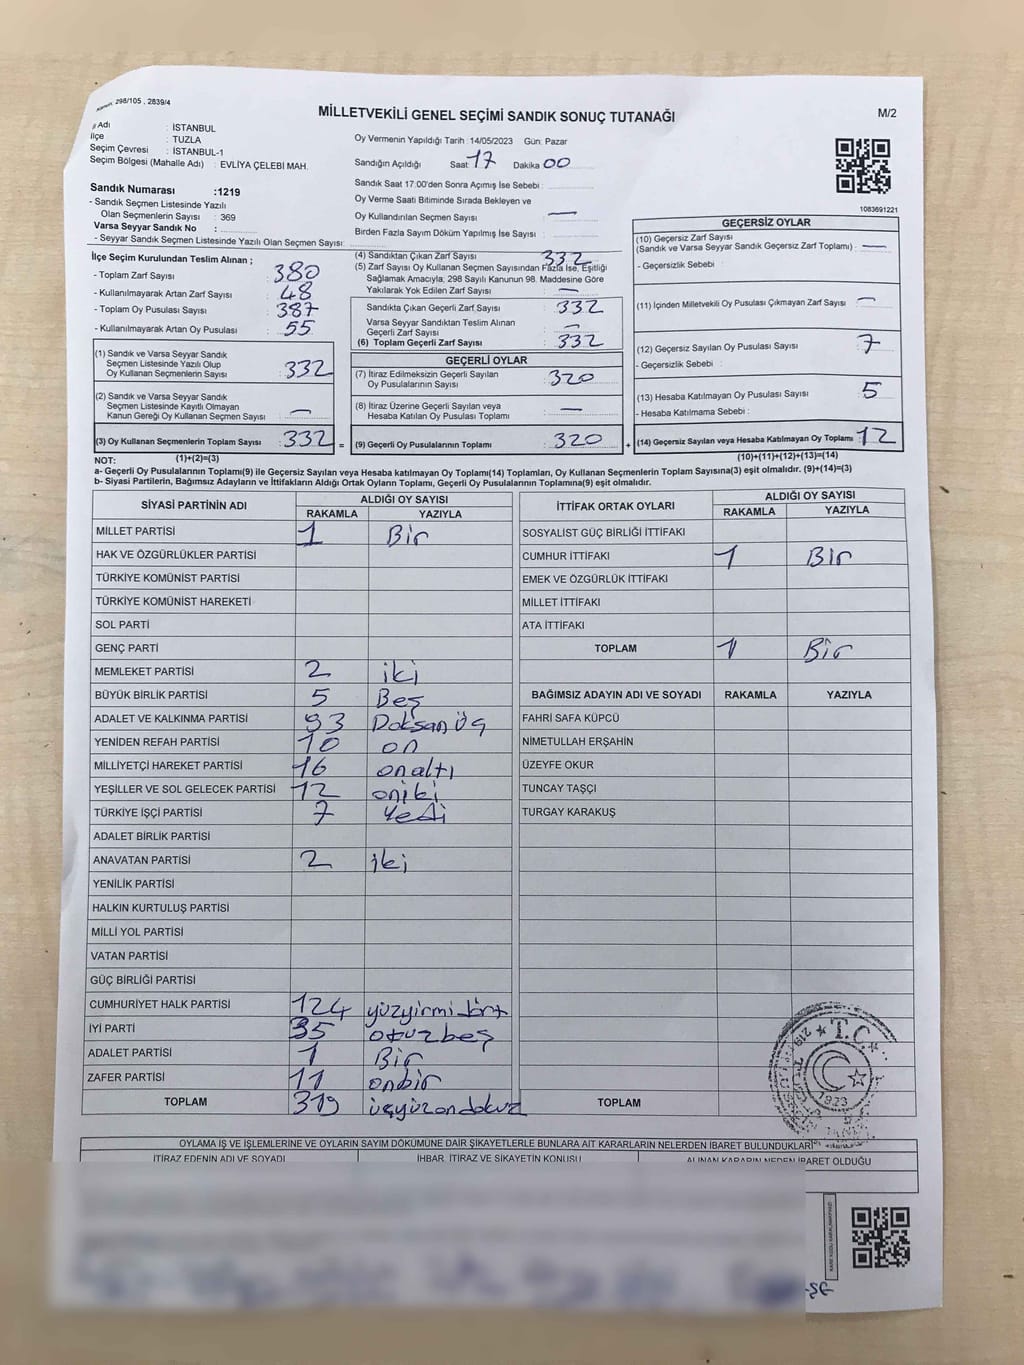 Kanun, 298/105 , 2839/4
MİLLETVEKİLİ GENEL SEÇİMİ SANDIK SONUÇ TUTANAĞI
M/2
İl Adı : İSTANBUL
İlçe : TUZLA
Seçim Çevresi : İSTANBUL-1
Seçim Bölgesi (Mahalle Adı) : EVLİYA ÇELEBİ MAH.
Sandık Numarası :1219
- Sandık Seçmen Listesinde Yazılı
Olan Seçmenlerin Sayısı : 369
Varsa Seyyar Sandık No :
- Seyyar Sandık Seçmen Listesinde Yazılı Olan Seçmen Sayısı:
Oy Vermenin Yapıldığı Tarih :14/05/2023 Gün: Pazar
Sandığın Açıldığı Saat 17 Dakika 00
Sandık Saat 17:00'den Sonra Açımış İse Sebebi :
Oy Verme Saati Bitiminde Sırada Bekleyen ve
Oy Kullandırılan Seçmen Sayısı : —
Birden Fazla Sayım Döküm Yapılmış İse Sayısı :
1083691221
İlçe Seçim Kurulundan Teslim Alınan ;
- Toplam Zarf Sayısı : 380
- Kullanılmayarak Artan Zarf Sayısı : 48
- Toplam Oy Pusulası Sayısı : 387
- Kullanılmayarak Artan Oy Pusulası : 55
(1) Sandık ve Varsa Seyyar Sandık
Seçmen Listesinde Yazılı Olup
Oy Kullanan Seçmenlerin Sayısı : 332
(2) Sandık ve Varsa Seyyar Sandık
Seçmen Listesinde Kayıtlı Olmayan
Kanun Gereği Oy Kullanan Seçmen Sayısı : —
(3) Oy Kullanan Seçmenlerin Toplam Sayısı : 332 =
(4) Sandıktan Çıkan Zarf Sayısı : 332
(5) Zarf Sayısı Oy Kullanan Seçmen Sayısından Fazla İse, Eşitliği
Sağlamak Amacıyla; 298 Sayılı Kanunun 98. Maddesine Göre
Yakılarak Yok Edilen Zarf Sayısı : —
Sandıkta Çıkan Geçerli Zarf Sayısı : 332
Varsa Seyyar Sandıktan Teslim Alınan
Geçerli Zarf Sayısı : —
(6) Toplam Geçerli Zarf Sayısı : 332
GEÇERLİ OYLAR
(7) İtiraz Edilmeksizin Geçerli Sayılan
Oy Pusulalarının Sayısı : 320
(8) İtiraz Üzerine Geçerli Sayılan veya
Hesaba Katılan Oy Pusulaları Toplamı : —
(9) Geçerli Oy Pusulalarının Toplamı : 320 +
GEÇERSİZ OYLAR
(10) Geçersiz Zarf Sayısı
(Sandık ve Varsa Seyyar Sandık Geçersiz Zarf Toplamı) : —
- Geçersizlik Sebebi :
(11) İçinden Milletvekili Oy Pusulası Çıkmayan Zarf Sayısı : —
(12) Geçersiz Sayılan Oy Pusulası Sayısı : 7
- Geçersizlik Sebebi :
(13) Hesaba Katılmayan Oy Pusulası Sayısı : 5
- Hesaba Katılmama Sebebi :
(14) Geçersiz Sayılan veya Hesaba Katılmayan Oy Toplamı : 12
NOT: (1)+(2)=(3) (10)+(11)+(12)+(13)=(14)
a- Geçerli Oy Pusulalarının Toplamı(9) ile Geçersiz Sayılan veya Hesaba katılmayan Oy Toplamı(14) Toplamları, Oy Kullanan Seçmenlerin Toplam Sayısına(3) eşit olmalıdır. (9)+(14)=(3)
b- Siyasi Partilerin, Bağımsız Adayların ve İttifakların Aldığı Ortak Oyların Toplamı, Geçerli Oy Pusulalarının Toplamına(9) eşit olmalıdır.
SİYASİ PARTİNİN ADI ALDIĞI OY SAYISI
RAKAMLA YAZIYLA
MİLLET PARTİSİ 1 Bir
HAK VE ÖZGÜRLÜKLER PARTİSİ
TÜRKİYE KOMÜNİST PARTİSİ
TÜRKİYE KOMÜNİST HAREKETİ
SOL PARTİ
GENÇ PARTİ
MEMLEKET PARTİSİ 2 iki
BÜYÜK BİRLİK PARTİSİ 5 Beş
ADALET VE KALKINMA PARTİSİ 93 Doksan üç
YENİDEN REFAH PARTİSİ 10 on
MİLLİYETÇİ HAREKET PARTİSİ 16 onaltı
YEŞİLLER VE SOL GELECEK PARTİSİ 12 oniki
TÜRKİYE İŞÇİ PARTİSİ 7 Yedi
ADALET BİRLİK PARTİSİ
ANAVATAN PARTİSİ 2 iki
YENİLİK PARTİSİ
HALKIN KURTULUŞ PARTİSİ
MİLLİ YOL PARTİSİ
VATAN PARTİSİ
GÜÇ BİRLİĞİ PARTİSİ
CUMHURİYET HALK PARTİSİ 124 yüzyirmi dört
İYİ PARTİ 35 otuzbeş
ADALET PARTİSİ 1 Bir
ZAFER PARTİSİ 11 onbir
TOPLAM 319 üçyüzondokuz
İTTİFAK ORTAK OYLARI ALDIĞI OY SAYISI
RAKAMLA YAZIYLA
SOSYALİST GÜÇ BİRLİĞİ İTTİFAKI
CUMHUR İTTİFAKI 1 Bir
EMEK VE ÖZGÜRLÜK İTTİFAKI
MİLLET İTTİFAKI
ATA İTTİFAKI
TOPLAM 1 Bir
BAĞIMSIZ ADAYIN ADI VE SOYADI RAKAMLA YAZIYLA
FAHRİ SAFA KÜPCÜ
NİMETULLAH ERŞAHİN
ÜZEYFE OKUR
TUNCAY TAŞÇI
TURGAY KARAKUŞ
TOPLAM
T.C.
1923
OYLAMA İŞ VE İŞLEMLERİNE VE OYLARIN SAYIM DÖKÜMÜNE DAİR ŞİKAYETLERLE BUNLARA AİT KARARLARIN NELERDEN İBARET BULUNDUKLARI
İTİRAZ EDENİN ADI VE SOYADI İHBAR, İTİRAZ VE ŞİKAYETİN KONUSU ALINAN KARARIN NEDEN İBARET OLDUĞU